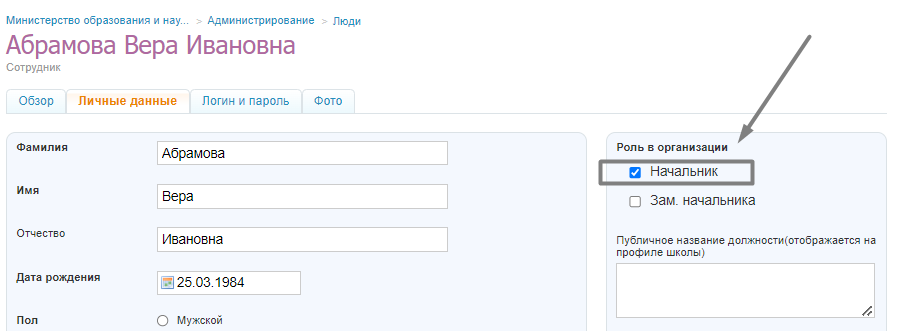 Министерство образования и нау... > Администрирование > Люди
Абрамова Вера Ивановна
Сотрудник
Обзор Личные данные Логин и пароль Фото
Фамилия Абрамова
Имя Вера
Отчество Ивановна
Дата рождения 25.03.1984
Пол Мужской
Роль в организации
Начальник
Зам. начальника
Публичное название должности(отображается на
профиле школы)